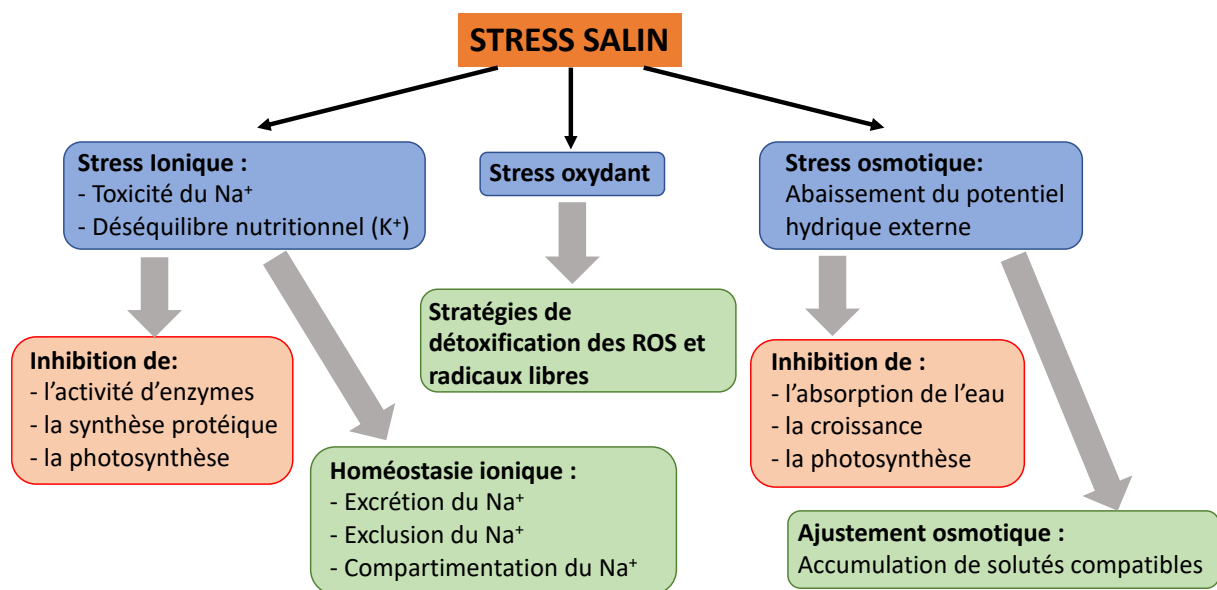 STRESS SALIN
Stress Ionique :
- Toxicité du Na⁺
- Déséquilibre nutritionnel (K⁺)
Stress oxydant
Stress osmotique:
Abaissement du potentiel
hydrique externe
Inhibition de:
- l’activité d’enzymes
- la synthèse protéique
- la photosynthèse
Stratégies de
détoxification des ROS et
radicaux libres
Inhibition de :
- l’absorption de l’eau
- la croissance
- la photosynthèse
Homéostasie ionique :
- Excrétion du Na⁺
- Exclusion du Na⁺
- Compartimentation du Na⁺
Ajustement osmotique :
Accumulation de solutés compatibles